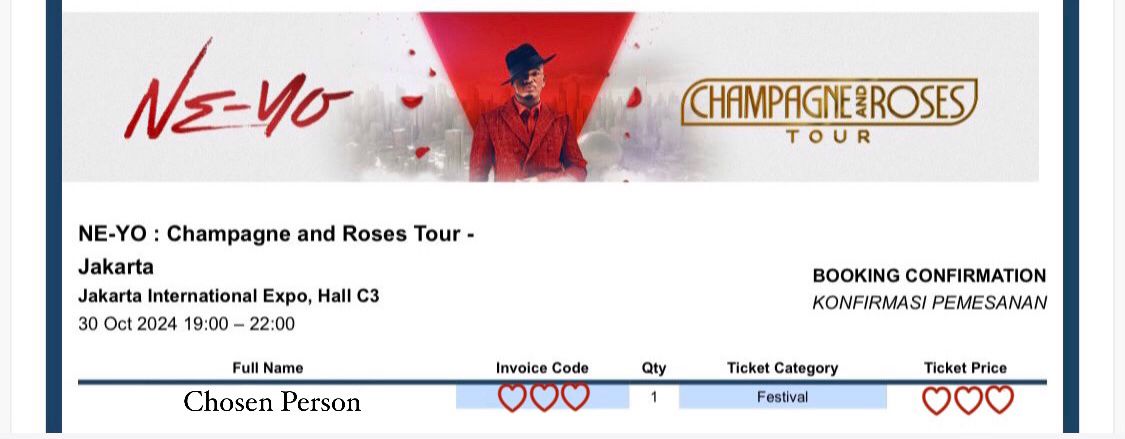 NE-YO
CHAMPAGNE AND ROSES
TOUR
NE-YO : Champagne and Roses Tour -
Jakarta
Jakarta International Expo, Hall C3
30 Oct 2024 19:00 – 22:00
BOOKING CONFIRMATION
KONFIRMASI PEMESANAN
Full Name Invoice Code Qty Ticket Category Ticket Price
Chosen Person 1 Festival